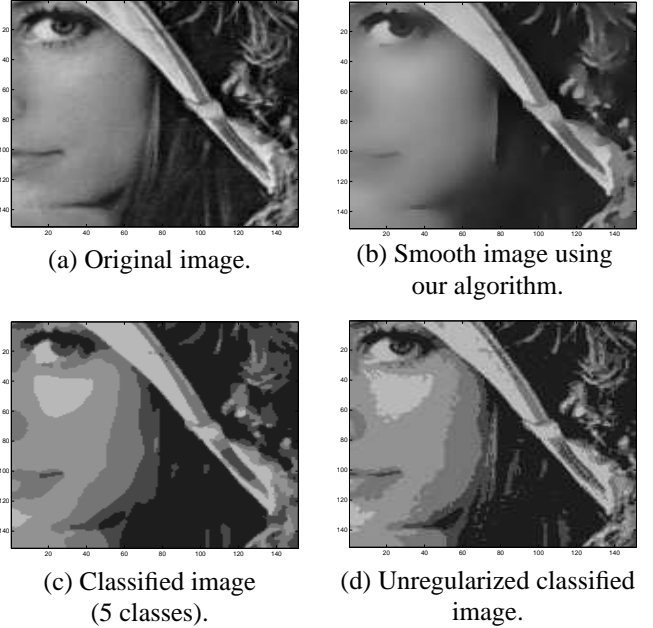 20
40
60
80
100
120
140
20 40 60 80 100 120 140
20
40
60
80
100
120
140
20 40 60 80 100 120 140
(a) Original image.
(b) Smooth image using
our algorithm.
20
40
60
80
100
120
140
20 40 60 80 100 120 140
20
40
60
80
100
120
140
20 40 60 80 100 120 140
(c) Classified image
(5 classes).
(d) Unregularized classified
image.